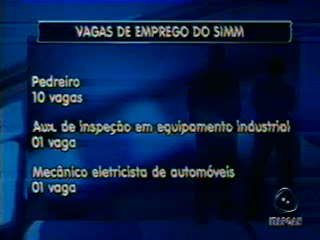 VAGAS DE EMPREGO DO SIMM
Pedreiro
10 vagas
Aux. de inspeção em equipamento industrial
01 vaga
Mecânico eletricista de automóveis
01 vaga
ITAPOAN